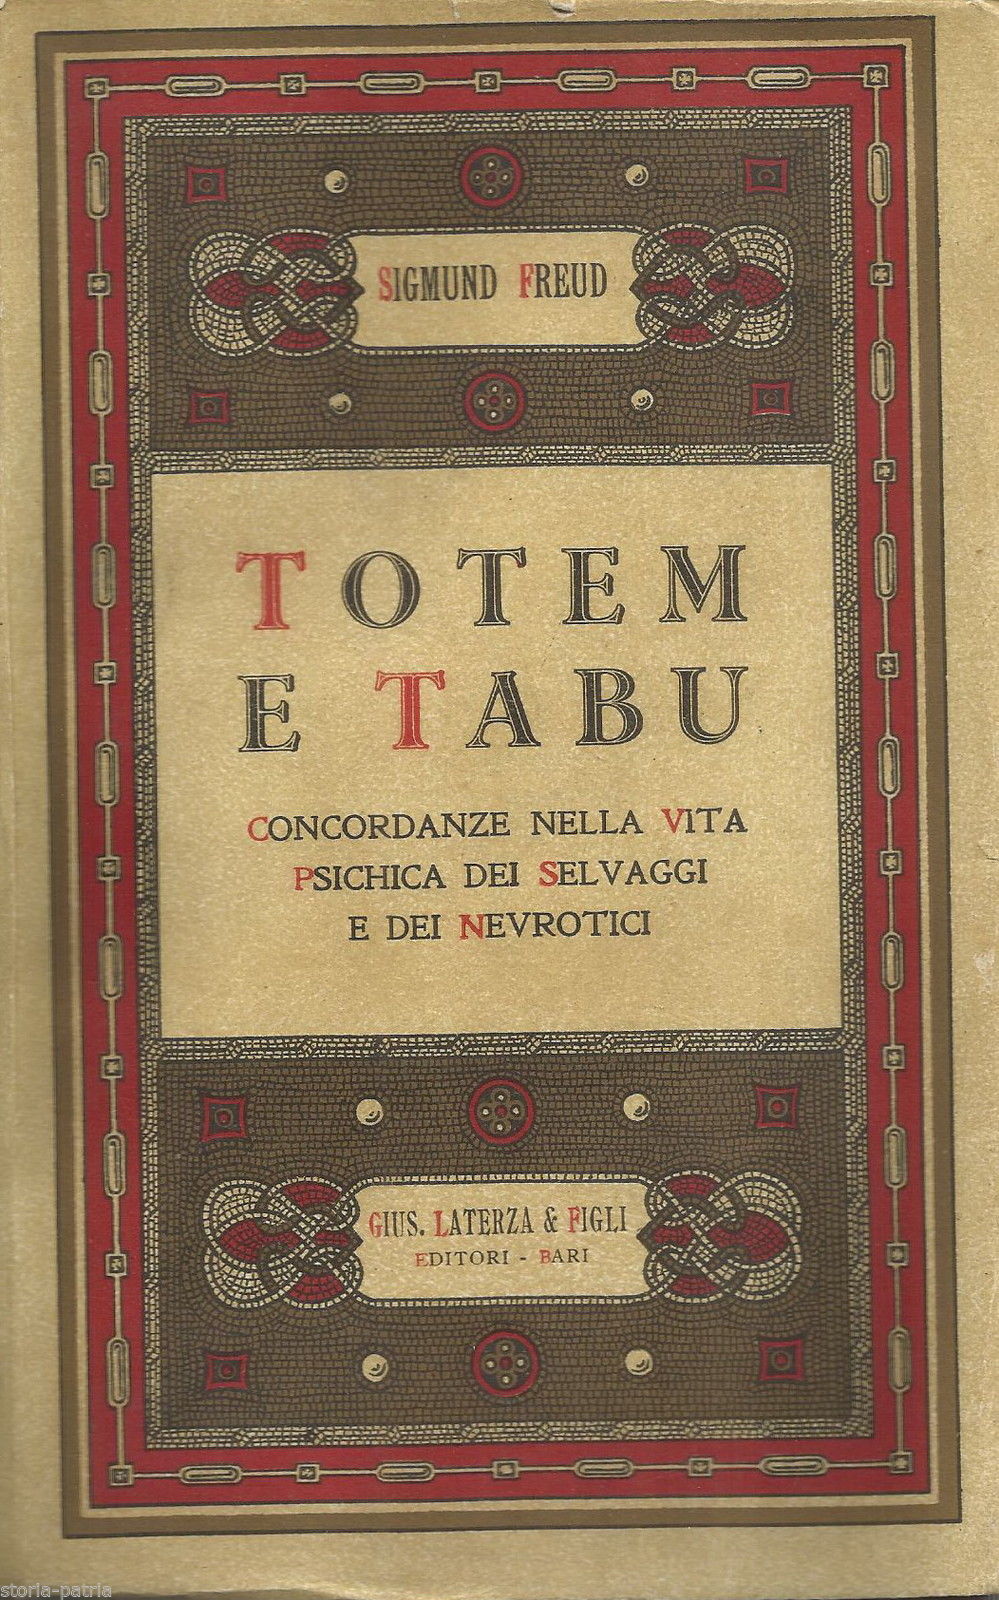 SIGMUND FREUD
TOTEM
E TABU
CONCORDANZE NELLA VITA
PSICHICA DEI SELVAGGI
E DEI NEVROTICI
GIUS. LATERZA & FIGLI
EDITORI - BARI
storia-patria